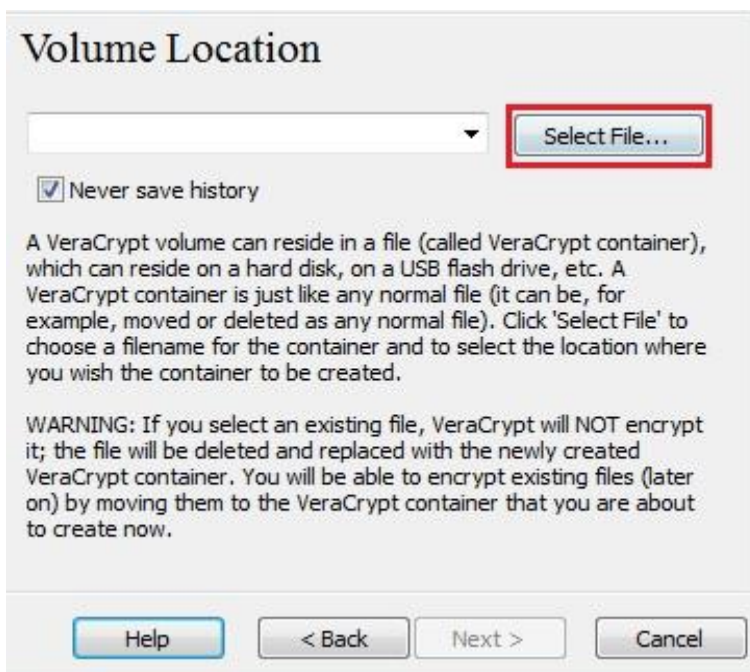 Volume Location
Select File...
Never save history
A VeraCrypt volume can reside in a file (called VeraCrypt container),
which can reside on a hard disk, on a USB flash drive, etc. A
VeraCrypt container is just like any normal file (it can be, for
example, moved or deleted as any normal file). Click 'Select File' to
choose a filename for the container and to select the location where
you wish the container to be created.
WARNING: If you select an existing file, VeraCrypt will NOT encrypt
it; the file will be deleted and replaced with the newly created
VeraCrypt container. You will be able to encrypt existing files (later
on) by moving them to the VeraCrypt container that you are about
to create now.
Help < Back Next > Cancel